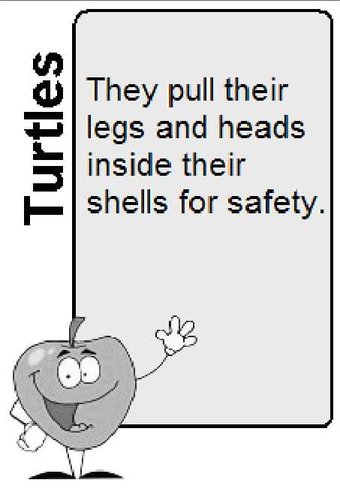 Turtles
They pull their
legs and heads
inside their
shells for safety.